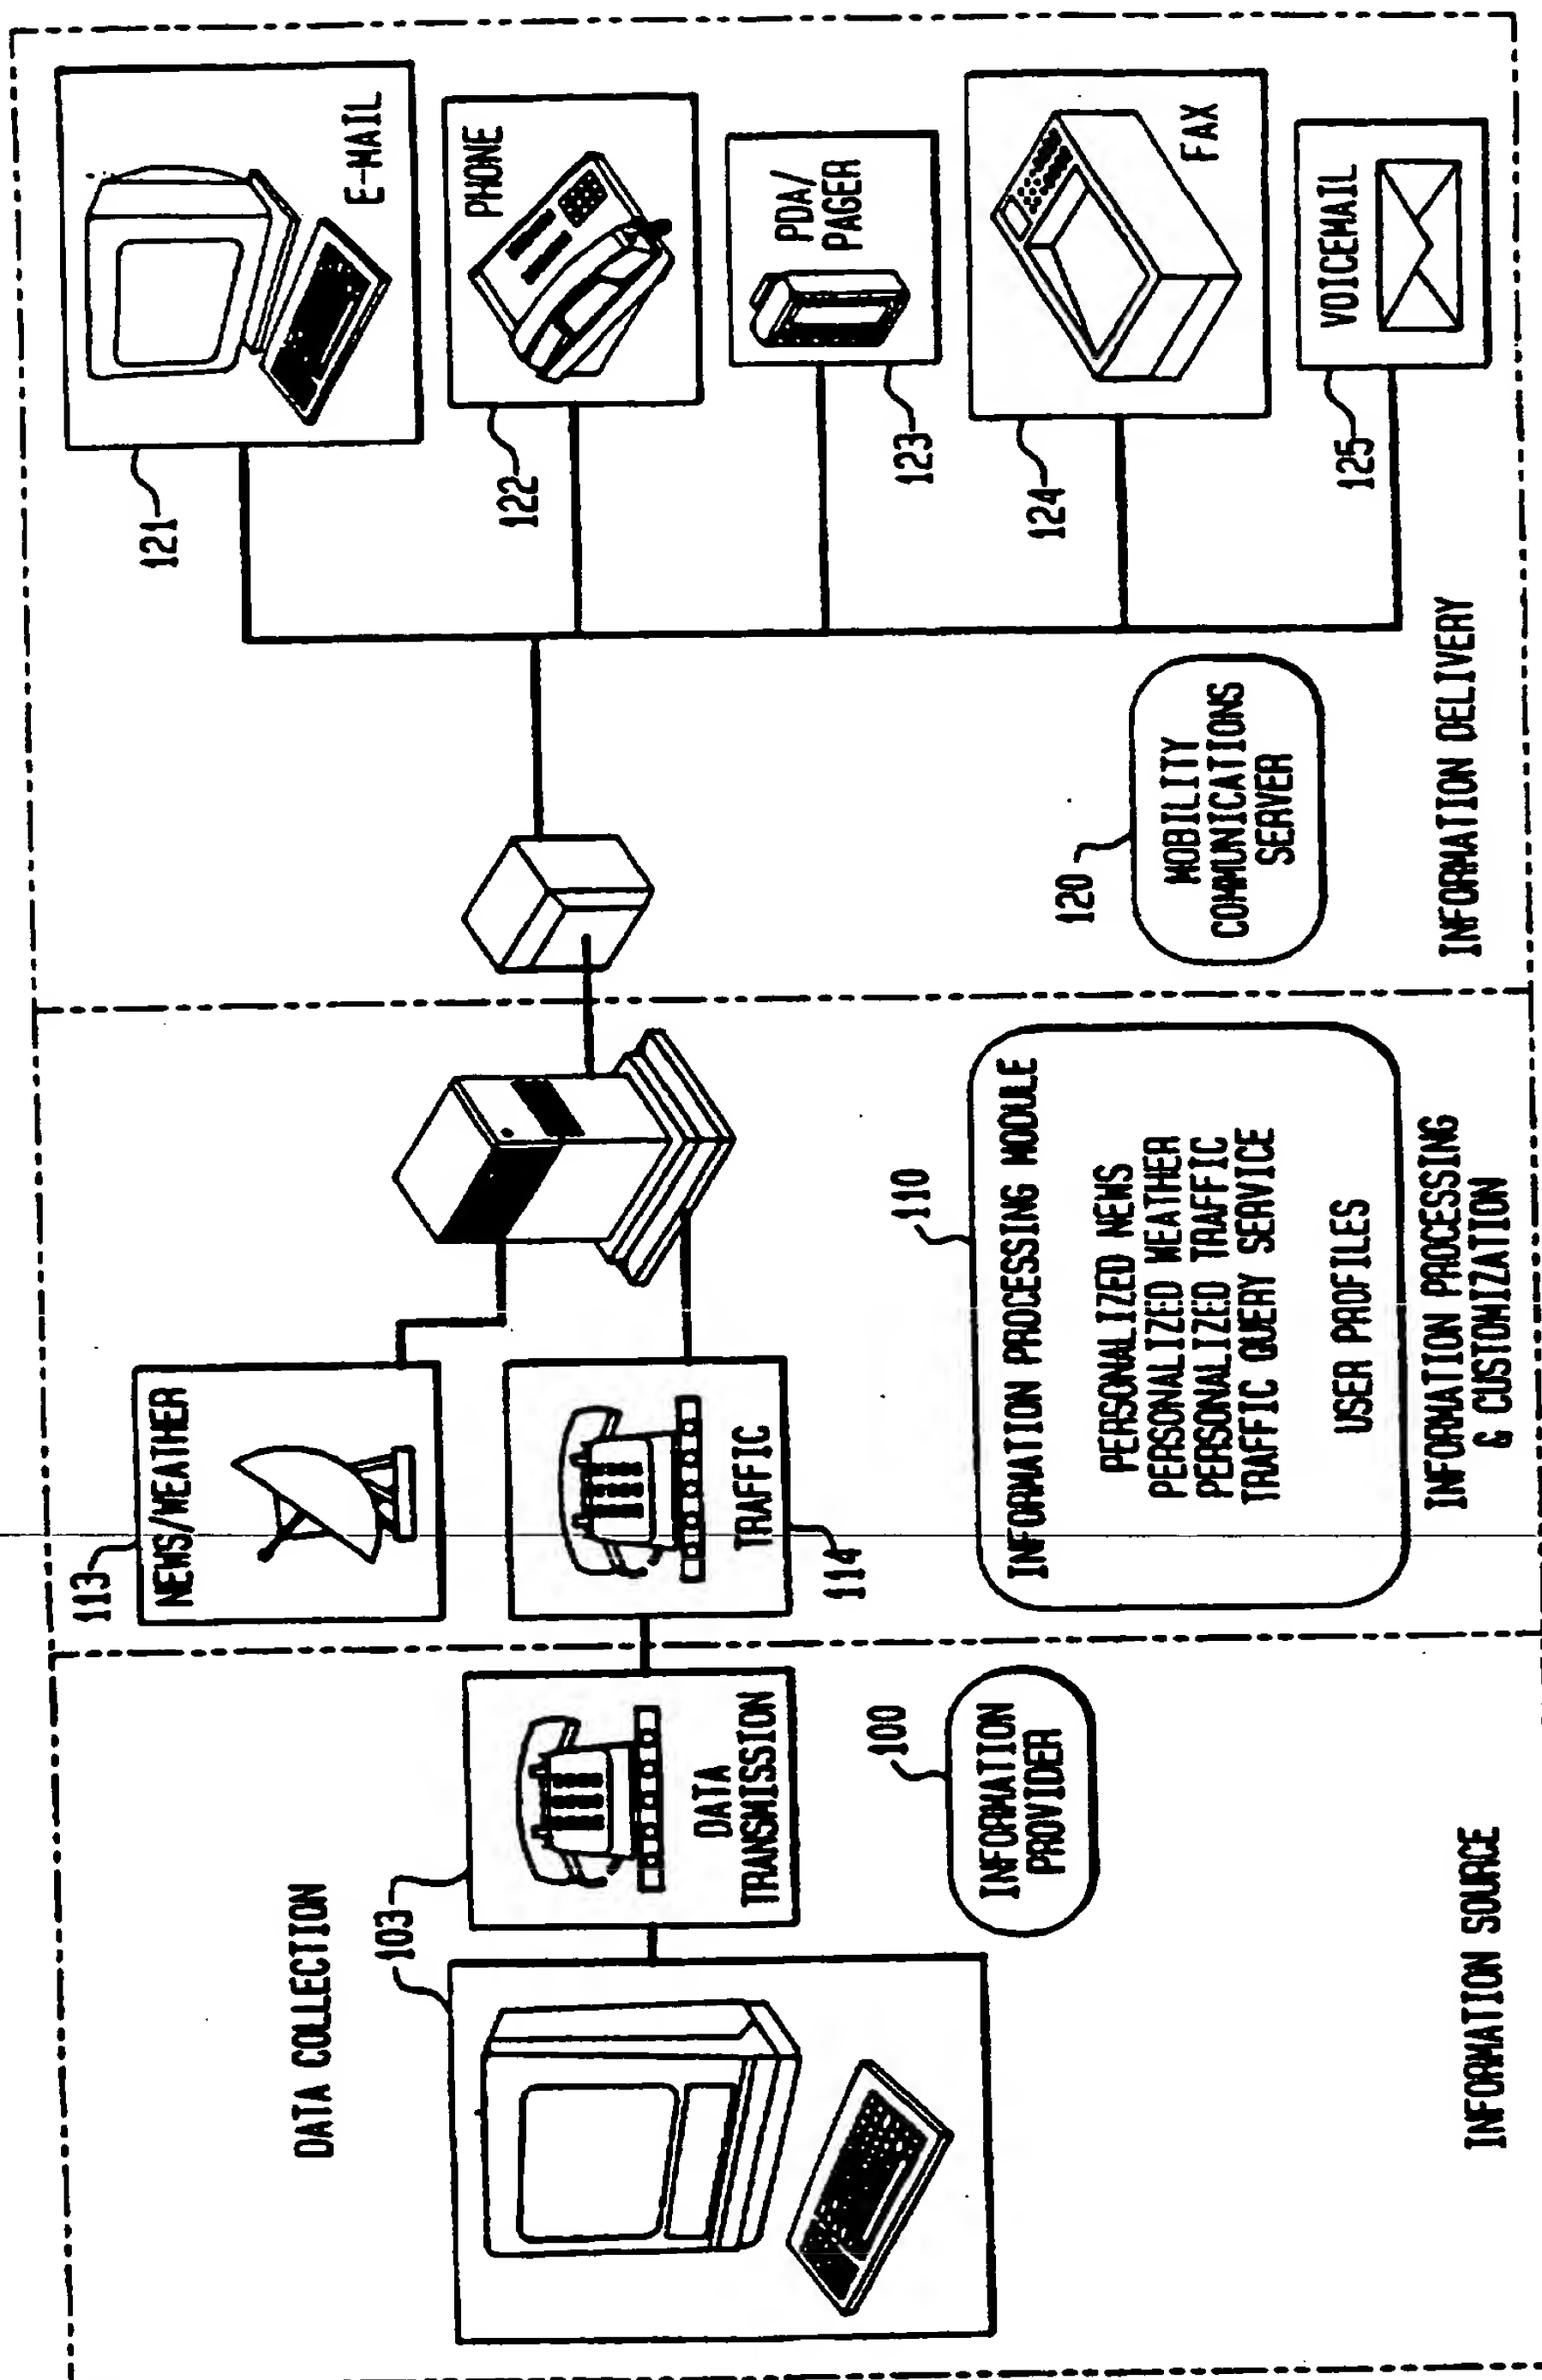 DATA COLLECTION
103
DATA
TRANSMISSION
100
INFORMATION
PROVIDER
INFORMATION SOURCE
113
NEWS/WEATHER
TRAFFIC
114
110
INFORMATION PROCESSING MODULE
PERSONALIZED NEWS
PERSONALIZED WEATHER
PERSONALIZED TRAFFIC
TRAFFIC QUERY SERVICE
USER PROFILES
INFORMATION PROCESSING
& CUSTOMIZATION
120
MOBILITY
COMMUNICATIONS
SERVER
INFORMATION DELIVERY
121
E-MAIL
122
PHONE
123
PDA/
PAGER
124
FAX
125
VOICEMAIL